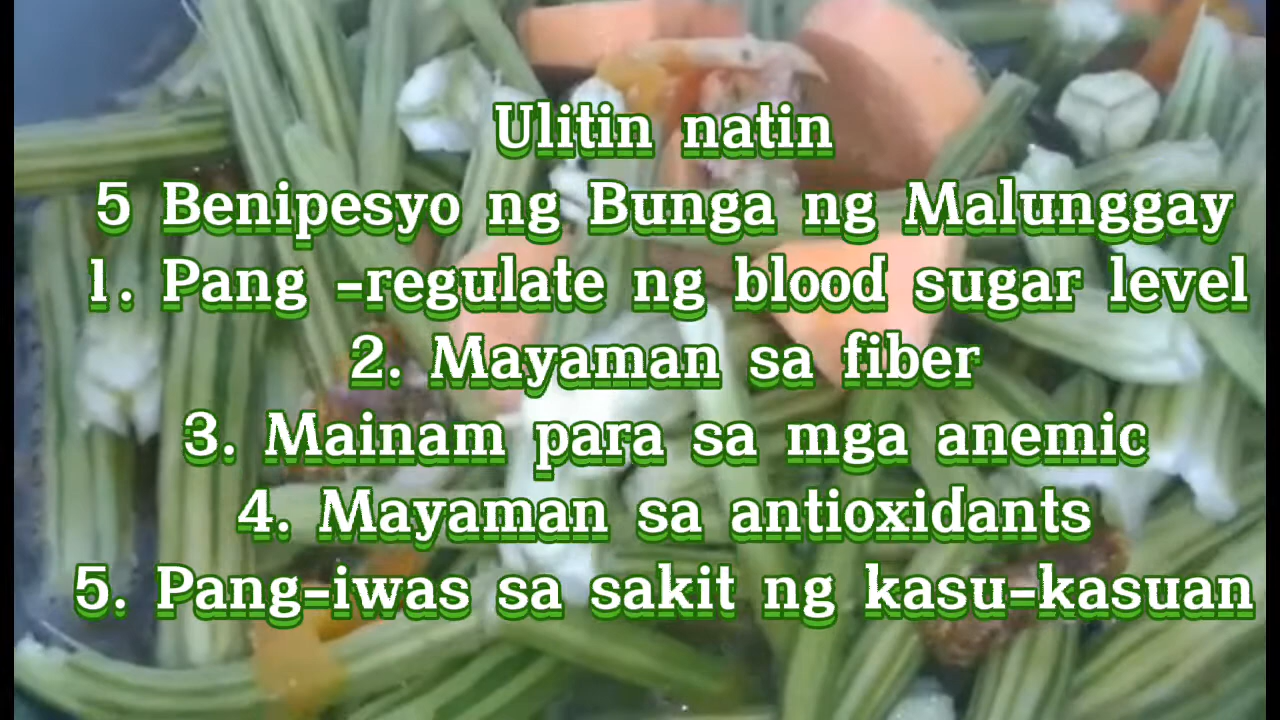 Ulitin natin
5 Benipesyo ng Bunga ng Malunggay
1. Pang -regulate ng blood sugar level
2. Mayaman sa fiber
3. Mainam para sa mga anemic
4. Mayaman sa antioxidants
5. Pang-iwas sa sakit ng kasu-kasuan